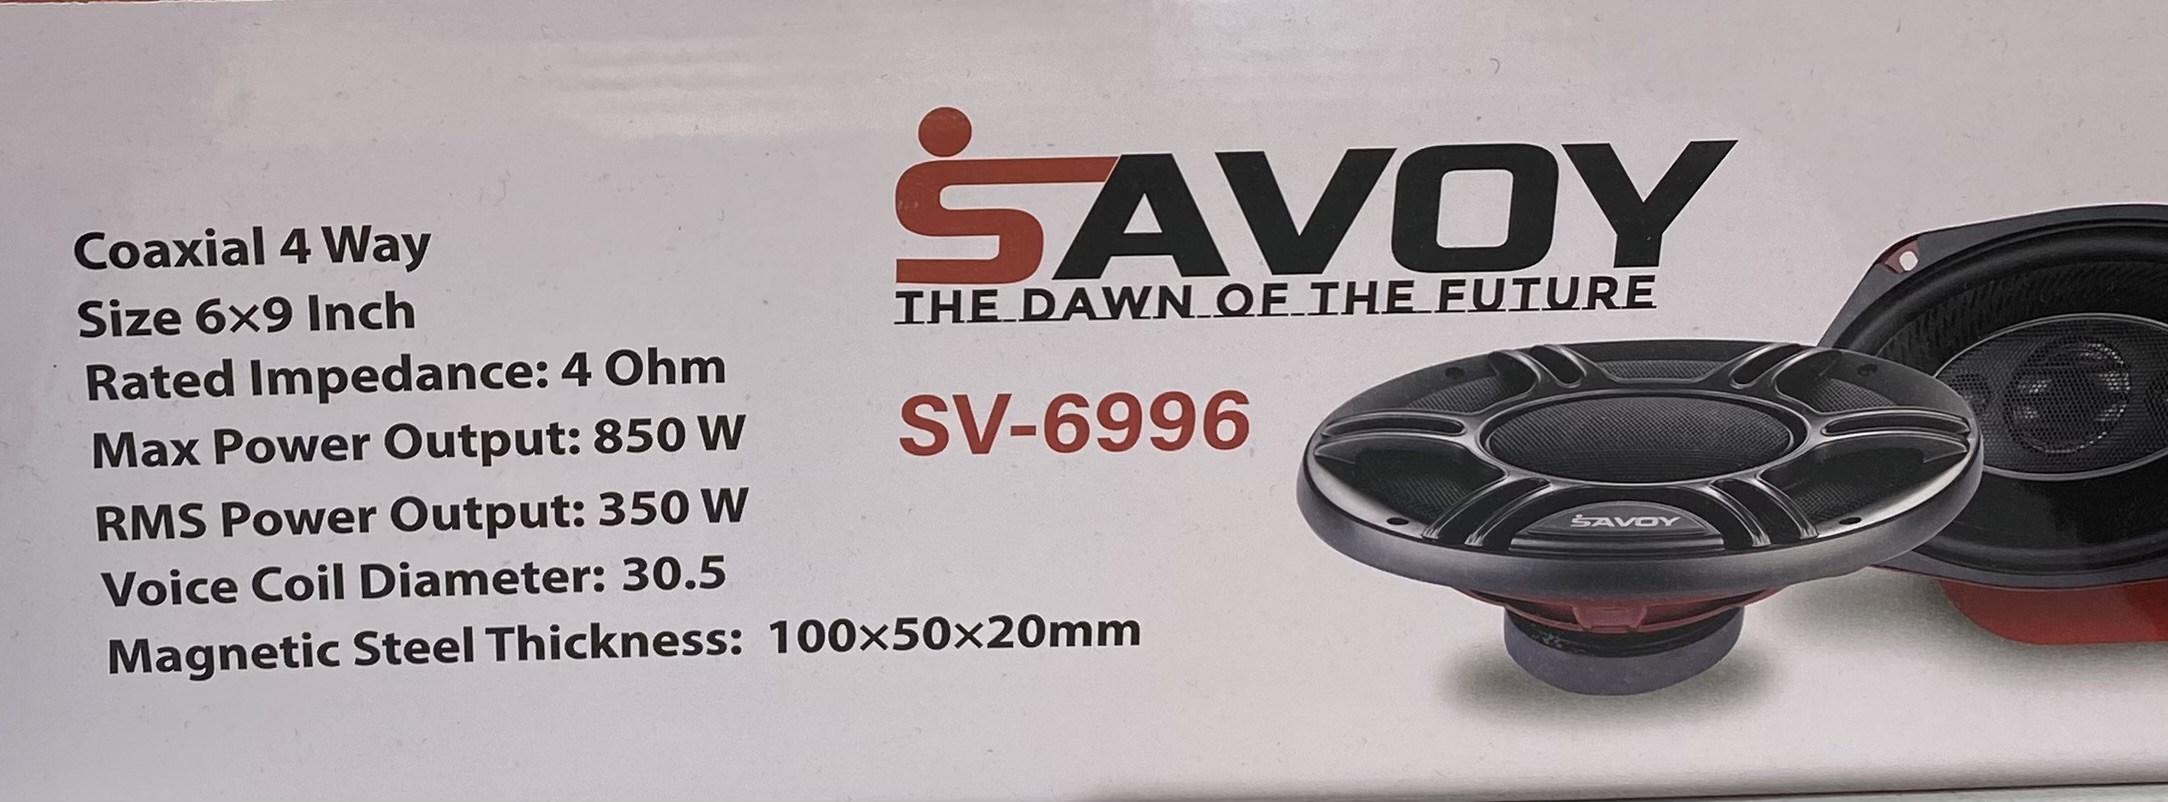 Coaxial 4 Way
Size 6×9 Inch
Rated Impedance: 4 Ohm
Max Power Output: 850 W
RMS Power Output: 350 W
Voice Coil Diameter: 30.5
Magnetic Steel Thickness: 100×50×20mm
SAVOY
THE DAWN OF THE FUTURE
SV-6996
SAVOY